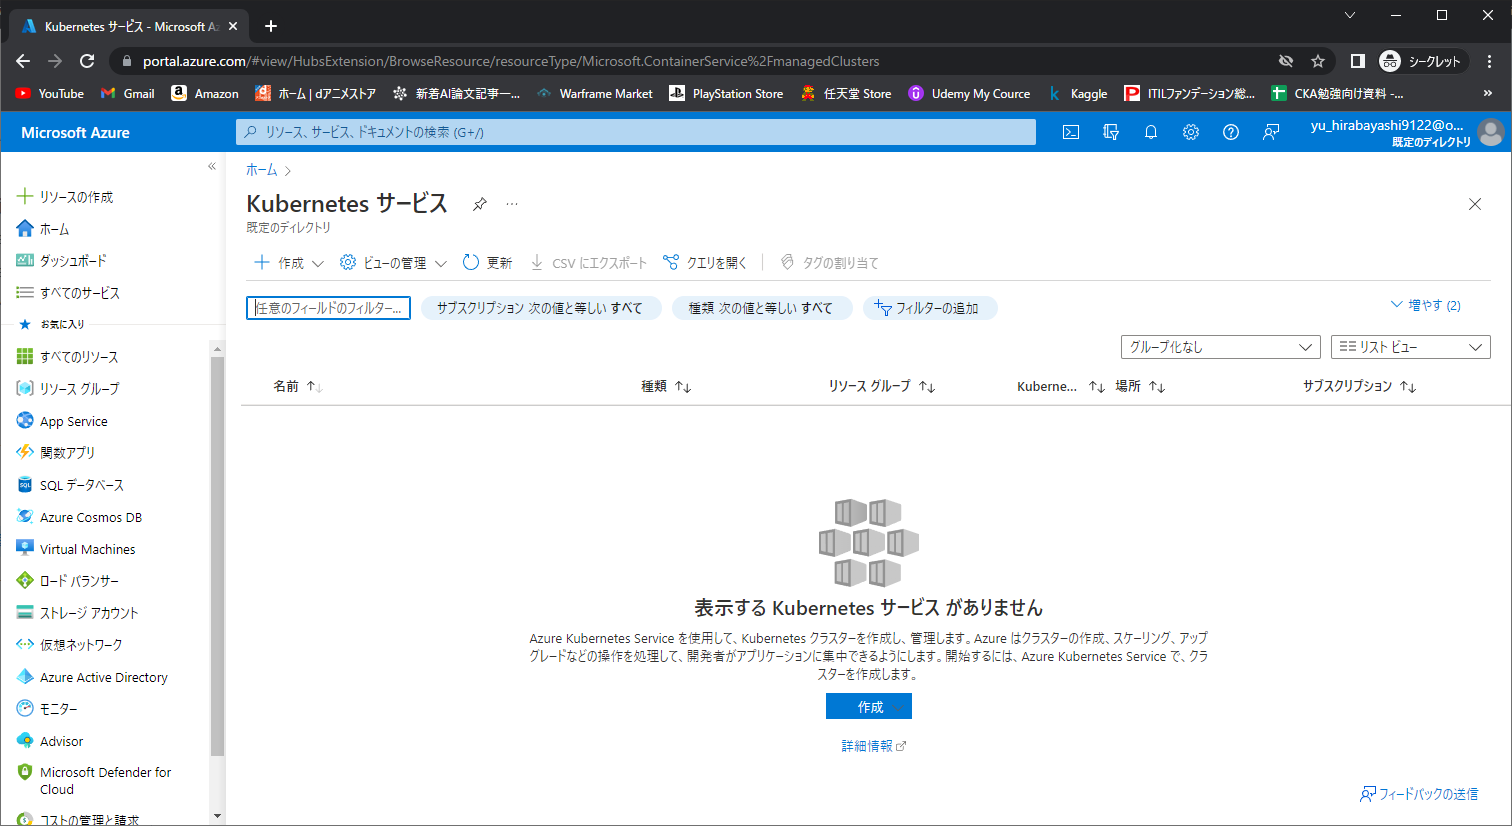 Kubernetes サービス - Microsoft Az
portal.azure.com/#view/HubsExtension/BrowseResource/resourceType/Microsoft.ContainerService%2FmanagedClusters
シークレット
YouTube
Gmail
Amazon
ホーム | dアニメストア
新着AI論文記事一...
Warframe Market
PlayStation Store
任天堂 Store
Udemy My Cource
Kaggle
ITILファンデーション総...
CKA勉強向け資料 -...
Microsoft Azure
リソース、サービス、ドキュメントの検索 (G+/)
yu_hirabayashi9122@o...
既定のディレクトリ
リソースの作成
ホーム
ダッシュボード
すべてのサービス
お気に入り
すべてのリソース
リソース グループ
App Service
関数アプリ
SQL データベース
Azure Cosmos DB
Virtual Machines
ロード バランサー
ストレージ アカウント
仮想ネットワーク
Azure Active Directory
モニター
Advisor
Microsoft Defender for
Cloud
コストの管理と請求
ホーム
Kubernetes サービス
既定のディレクトリ
作成
ビューの管理
更新
CSV にエクスポート
クエリを開く
タグの割り当て
任意のフィールドのフィルター...
サブスクリプション 次の値と等しい すべて
種類 次の値と等しい すべて
フィルターの追加
増やす (2)
グループ化なし
リスト ビュー
名前
種類
リソース グループ
Kuberne...
場所
サブスクリプション
表示する Kubernetes サービス がありません
Azure Kubernetes Service を使用して、Kubernetes クラスターを作成し、管理します。Azure はクラスターの作成、スケーリング、アップ
グレードなどの操作を処理して、開発者がアプリケーションに集中できるようにします。開始するには、Azure Kubernetes Service で、クラ
スターを作成します。
作成
詳細情報
フィードバックの送信